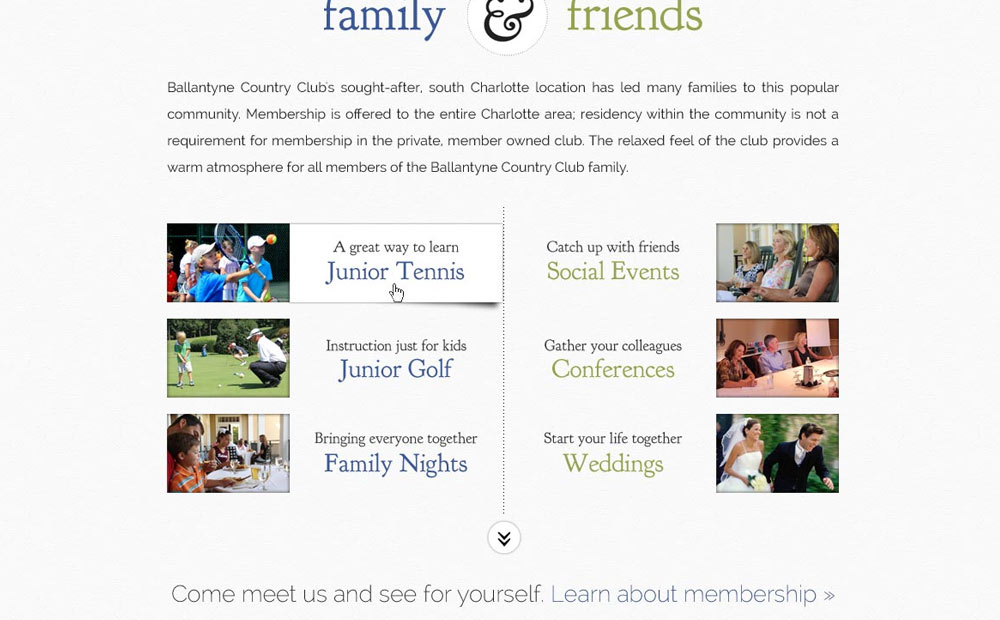 family & friends
Ballantyne Country Club's sought-after, south Charlotte location has led many families to this popular
community. Membership is offered to the entire Charlotte area; residency within the community is not a
requirement for membership in the private, member owned club. The relaxed feel of the club provides a
warm atmosphere for all members of the Ballantyne Country Club family.
A great way to learn
Junior Tennis
Instruction just for kids
Junior Golf
Bringing everyone together
Family Nights
Catch up with friends
Social Events
Gather your colleagues
Conferences
Start your life together
Weddings
Come meet us and see for yourself. Learn about membership »